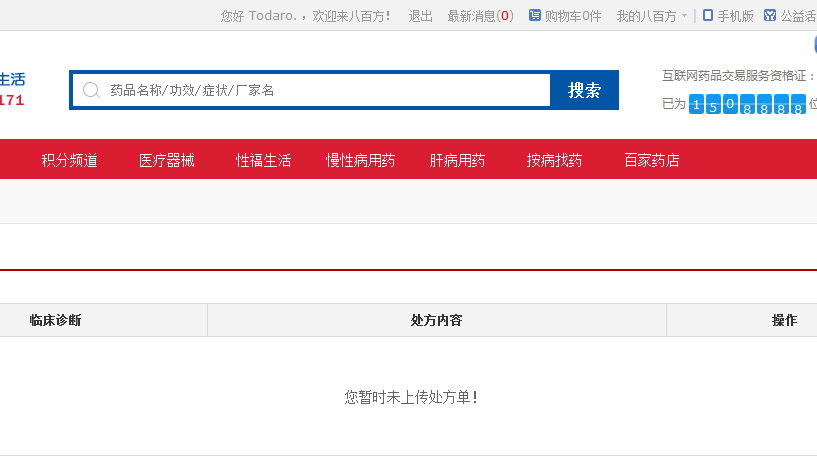 您好 Todaro. ，欢迎来八百方！ 退出 最新消息(0) 购物车0件 我的八百方 手机版 公益活
生活
171
药品名称/功效/症状/厂家名 搜索
互联网药品交易服务资格证：
已为 1 5 0 8 8 8 8 位
积分频道 医疗器械 性福生活 慢性病用药 肝病用药 按病找药 百家药店
临床诊断 处方内容 操作
您暂时未上传处方单！